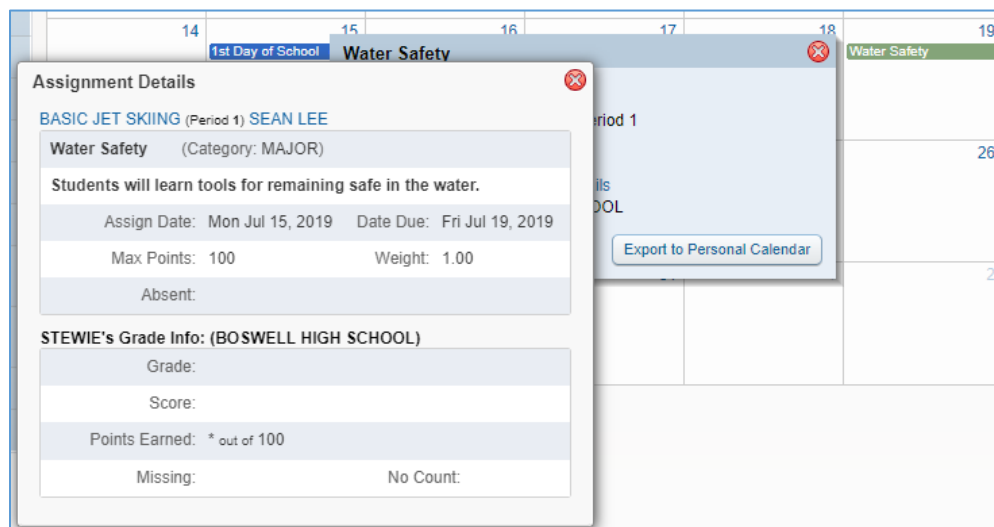 14 15 16 17 18 19
1st Day of School
Water Safety
Water Safety
Assignment Details
BASIC JET SKIING (Period 1) SEAN LEE
Water Safety (Category: MAJOR)
Students will learn tools for remaining safe in the water.
Assign Date: Mon Jul 15, 2019 Date Due: Fri Jul 19, 2019
Max Points: 100 Weight: 1.00
Absent:
STEWIE's Grade Info: (BOSWELL HIGH SCHOOL)
Grade:
Score:
Points Earned: * out of 100
Missing: No Count:
eriod 1
ils
OOL
Export to Personal Calendar
26
2